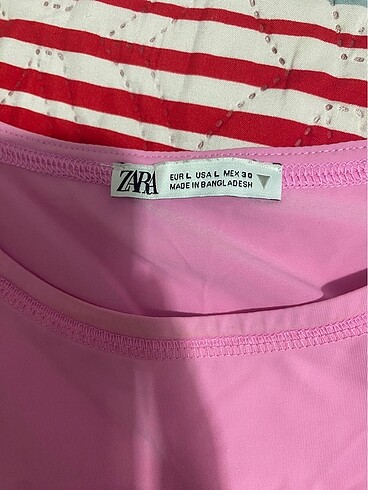 ZARA
EUR L USA L MEX 30
MADE IN BANGLADESH